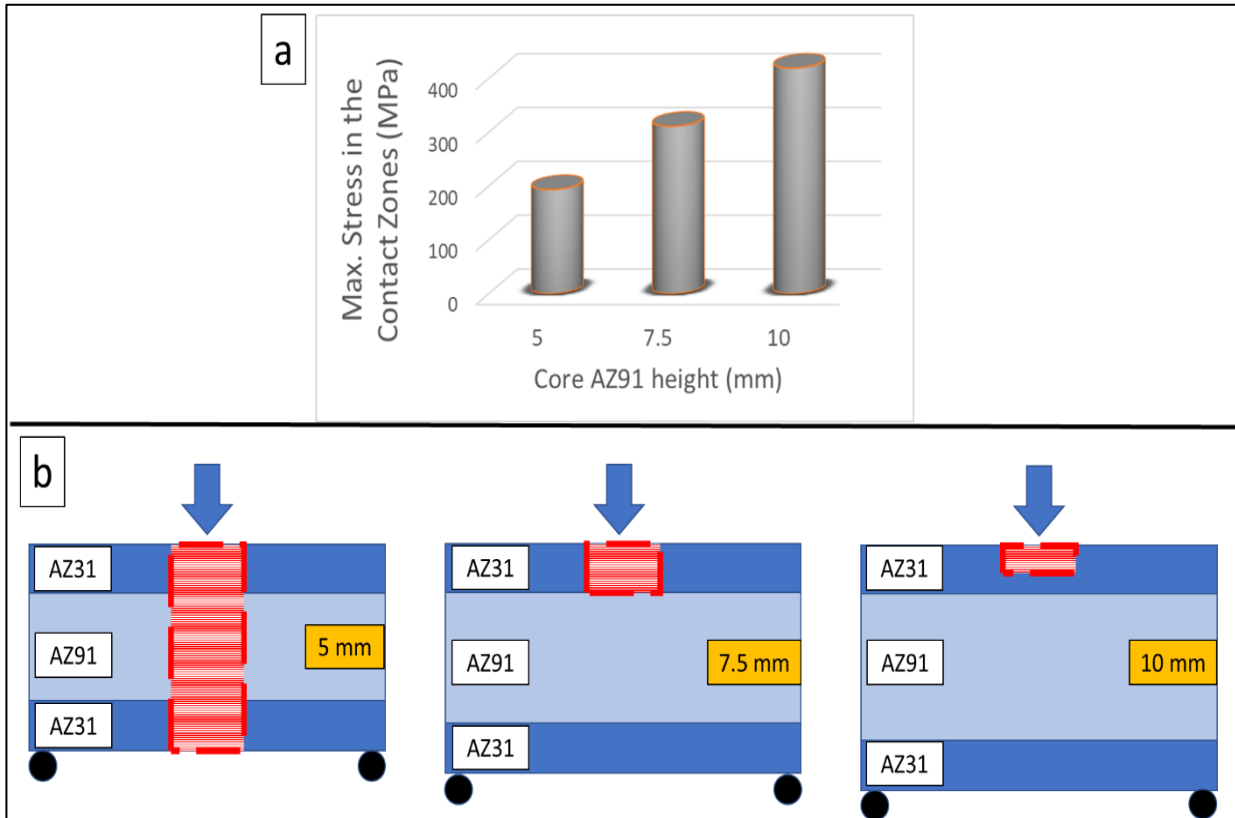 a
Max. Stress in the
Contact Zones (MPa)
400
300
200
100
0
5 7.5 10
Core AZ91 height (mm)
b
AZ31 AZ31 AZ31
AZ91 5 mm AZ91 7.5 mm AZ91 10 mm
AZ31 AZ31 AZ31